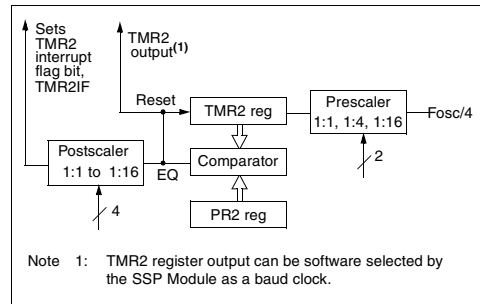 Sets
TMR2
interrupt
flag bit,
TMR2IF
TMR2
output(1)
Reset
TMR2 reg
Prescaler
1:1, 1:4, 1:16
Fosc/4
2
Postscaler
1:1 to 1:16
EQ
Comparator
4
PR2 reg
Note 1: TMR2 register output can be software selected by
the SSP Module as a baud clock.